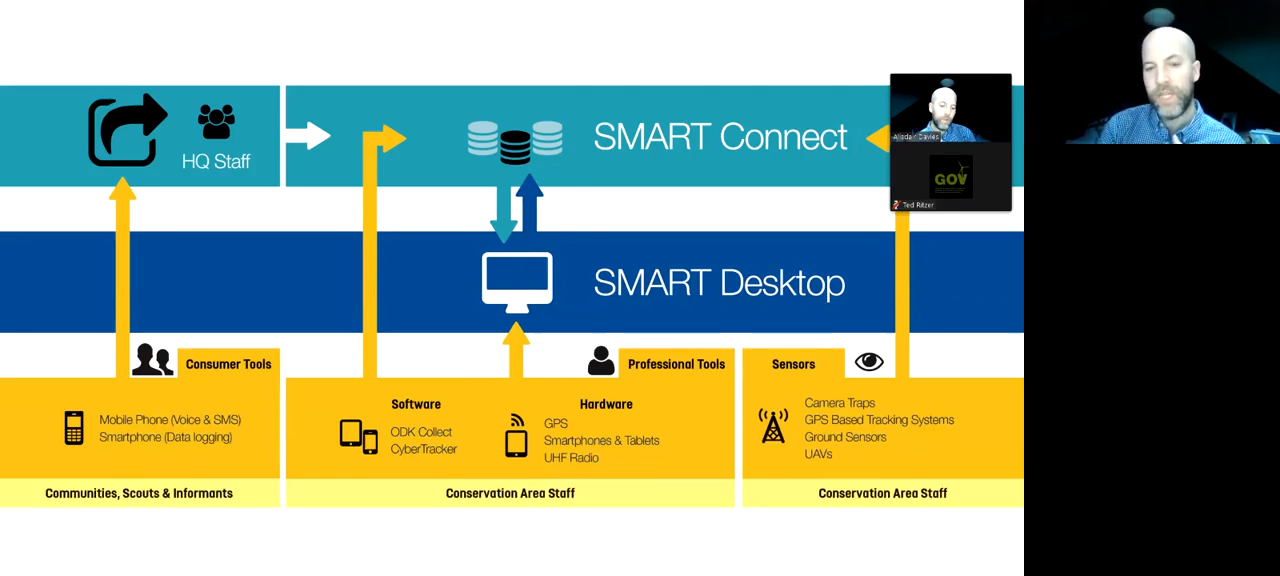 HQ Staff
SMART Connect
Alisdair Davies
GOV
Ted Ritzer
SMART Desktop
Consumer Tools
Mobile Phone (Voice & SMS)
Smartphone (Data logging)
Communities, Scouts & Informants
Professional Tools
Software
ODK Collect
CyberTracker
Hardware
GPS
Smartphones & Tablets
UHF Radio
Conservation Area Staff
Sensors
Camera Traps
GPS Based Tracking Systems
Ground Sensors
UAVs
Conservation Area Staff